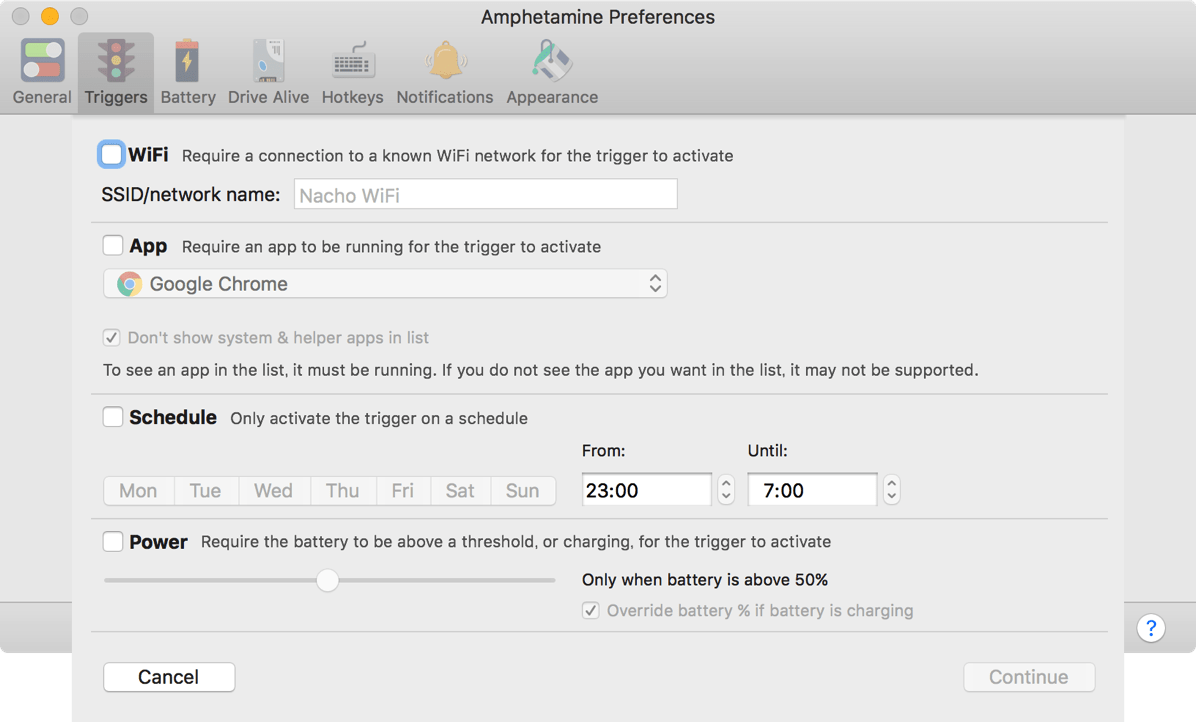 Amphetamine Preferences
General Triggers Battery Drive Alive Hotkeys Notifications Appearance
WiFi Require a connection to a known WiFi network for the trigger to activate
SSID/network name: Nacho WiFi
App Require an app to be running for the trigger to activate
Google Chrome
Don't show system & helper apps in list
To see an app in the list, it must be running. If you do not see the app you want in the list, it may not be supported.
Schedule Only activate the trigger on a schedule
From: Until:
Mon Tue Wed Thu Fri Sat Sun 23:00 7:00
Power Require the battery to be above a threshold, or charging, for the trigger to activate
Only when battery is above 50%
Override battery % if battery is charging
?
Cancel Continue